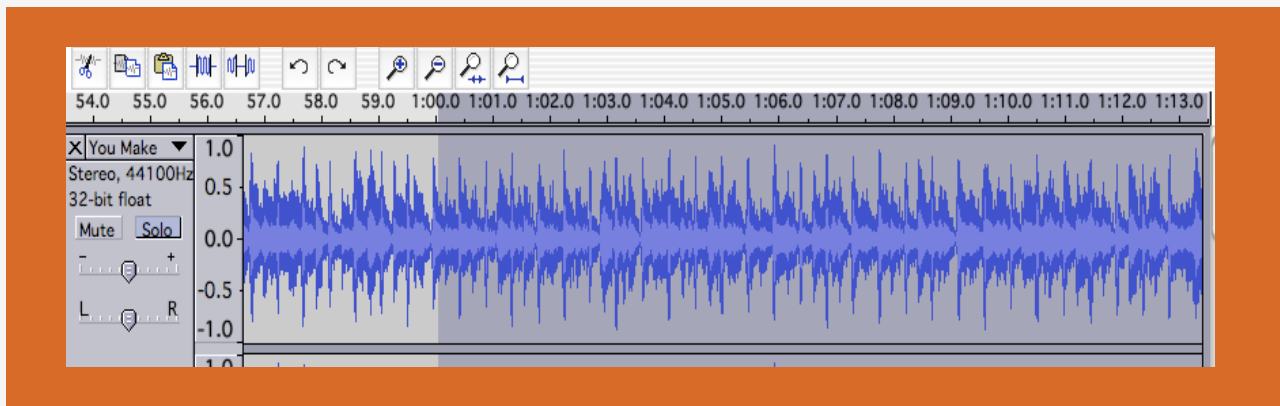 54.0 55.0 56.0 57.0 58.0 59.0 1:00.0 1:01.0 1:02.0 1:03.0 1:04.0 1:05.0 1:06.0 1:07.0 1:08.0 1:09.0 1:10.0 1:11.0 1:12.0 1:13.0
X You Make ▼
Stereo, 44100Hz
32-bit float
Mute Solo
- +
L R
1.0
0.5
0.0
-0.5
-1.0
1.0